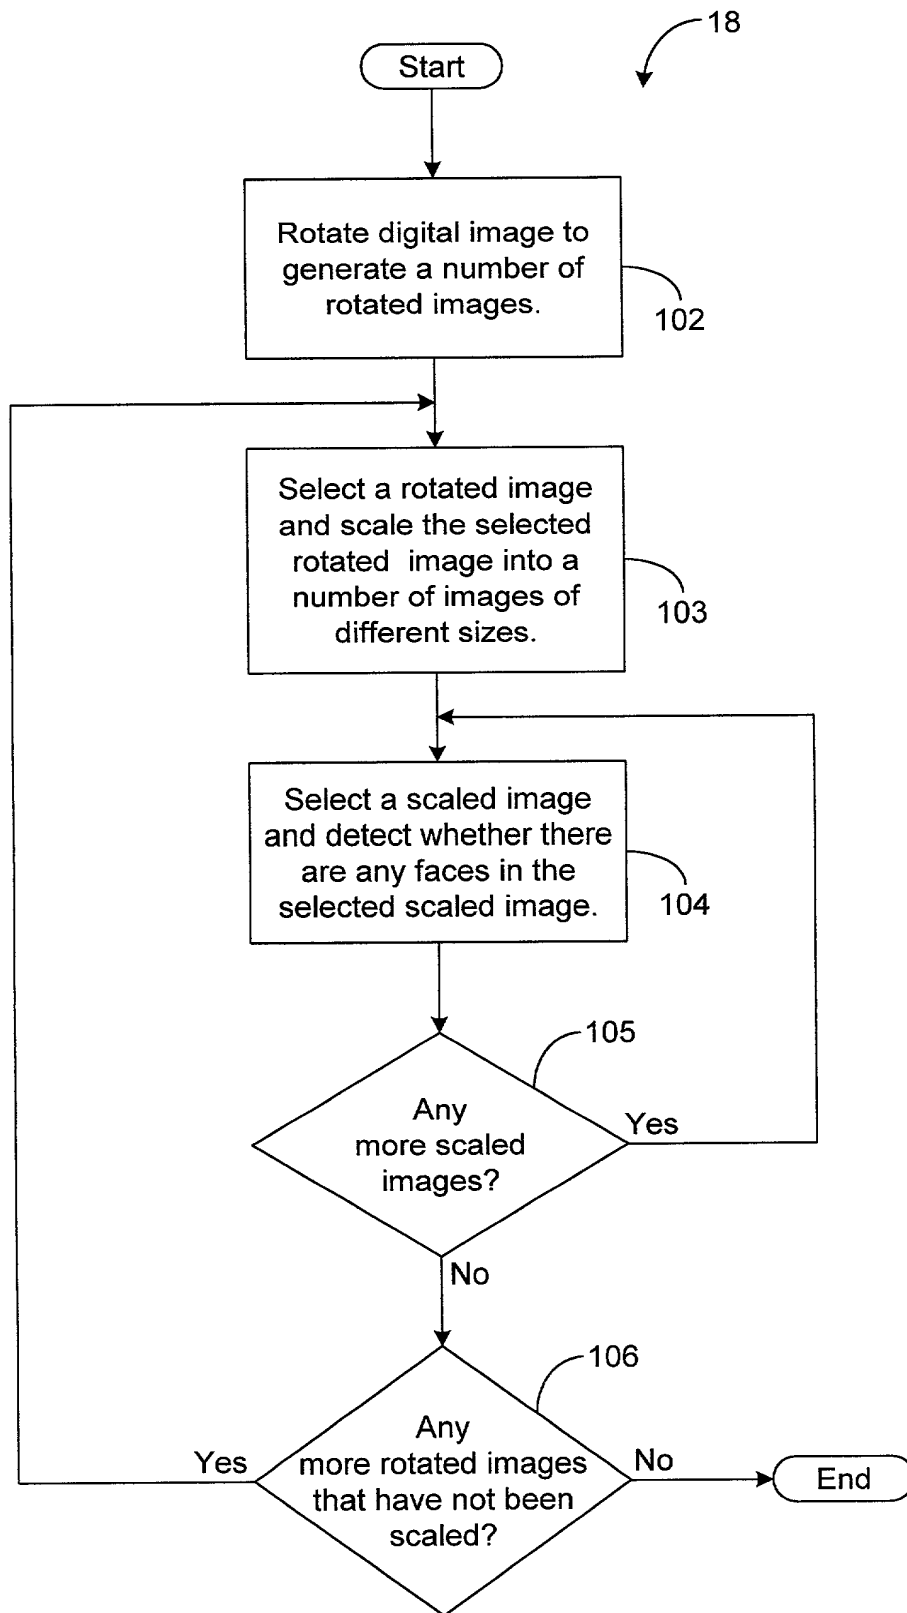 18
Start
Rotate digital image to
generate a number of
rotated images.
102
Select a rotated image
and scale the selected
rotated image into a
number of images of
different sizes.
103
Select a scaled image
and detect whether there
are any faces in the
selected scaled image.
104
105
Any
more scaled
images?
Yes
No
106
Any
more rotated images
that have not been
scaled?
Yes
No
End